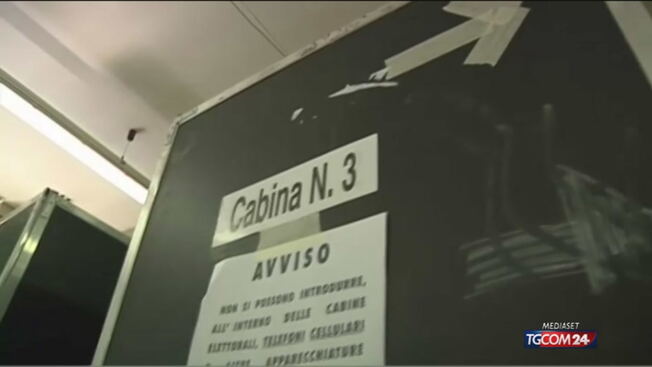 Cabina N. 3
AVVISO
NON SI POSSONO INTRODURRE,
ALL' INTERNO DELLE CABINE
ELETTORALI, TELEFONI CELLULARI
APPARECCHIATURE
MEDIASET
TGCOM24